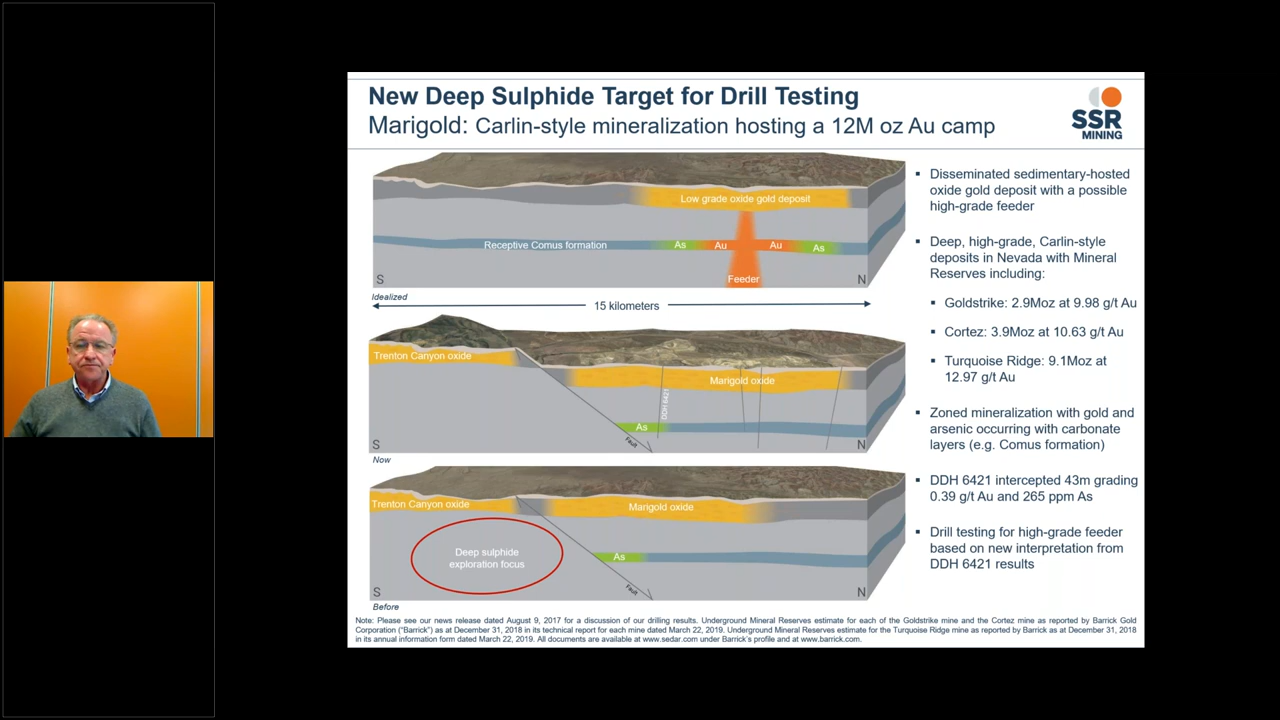 New Deep Sulphide Target for Drill Testing
Marigold: Carlin-style mineralization hosting a 12M oz Au camp
SSR
MINING
Low grade oxide gold deposit
Receptive Comus formation
As
Au
Au
As
S
Feeder
N
Idealized
15 kilometers
Trenton Canyon oxide
Marigold oxide
DDH 6421
As
Fault
S
N
Now
Trenton Canyon oxide
Marigold oxide
Deep sulphide
exploration focus
As
Fault
S
N
Before
▪ Disseminated sedimentary-hosted
oxide gold deposit with a possible
high-grade feeder
▪ Deep, high-grade, Carlin-style
deposits in Nevada with Mineral
Reserves including:
▪ Goldstrike: 2.9Moz at 9.98 g/t Au
▪ Cortez: 3.9Moz at 10.63 g/t Au
▪ Turquoise Ridge: 9.1Moz at
12.97 g/t Au
▪ Zoned mineralization with gold and
arsenic occurring with carbonate
layers (e.g. Comus formation)
▪ DDH 6421 intercepted 43m grading
0.39 g/t Au and 265 ppm As
▪ Drill testing for high-grade feeder
based on new interpretation from
DDH 6421 results
Note: Please see our news release dated August 9, 2017 for a discussion of our drilling results. Underground Mineral Reserves estimate for each of the Goldstrike mine and the Cortez mine as reported by Barrick Gold
Corporation ("Barrick") as at December 31, 2018 in its technical report for each mine dated March 22, 2019. Underground Mineral Reserves estimate for the Turquoise Ridge mine as reported by Barrick as at December 31, 2018
in its annual information form dated March 22, 2019. All documents are available at www.sedar.com under Barrick's profile and at www.barrick.com.